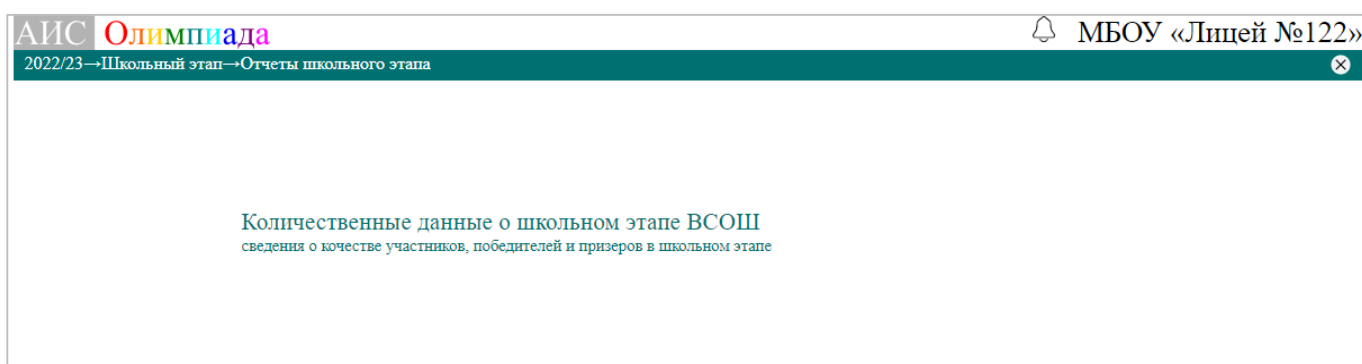 АИС Олимпиада
МБОУ «Лицей №122»
2022/23→Школьный этап→Отчеты школьного этапа
Количественные данные о школьном этапе ВСОШ
сведения о кочестве участников, победителей и призеров в школьном этапе